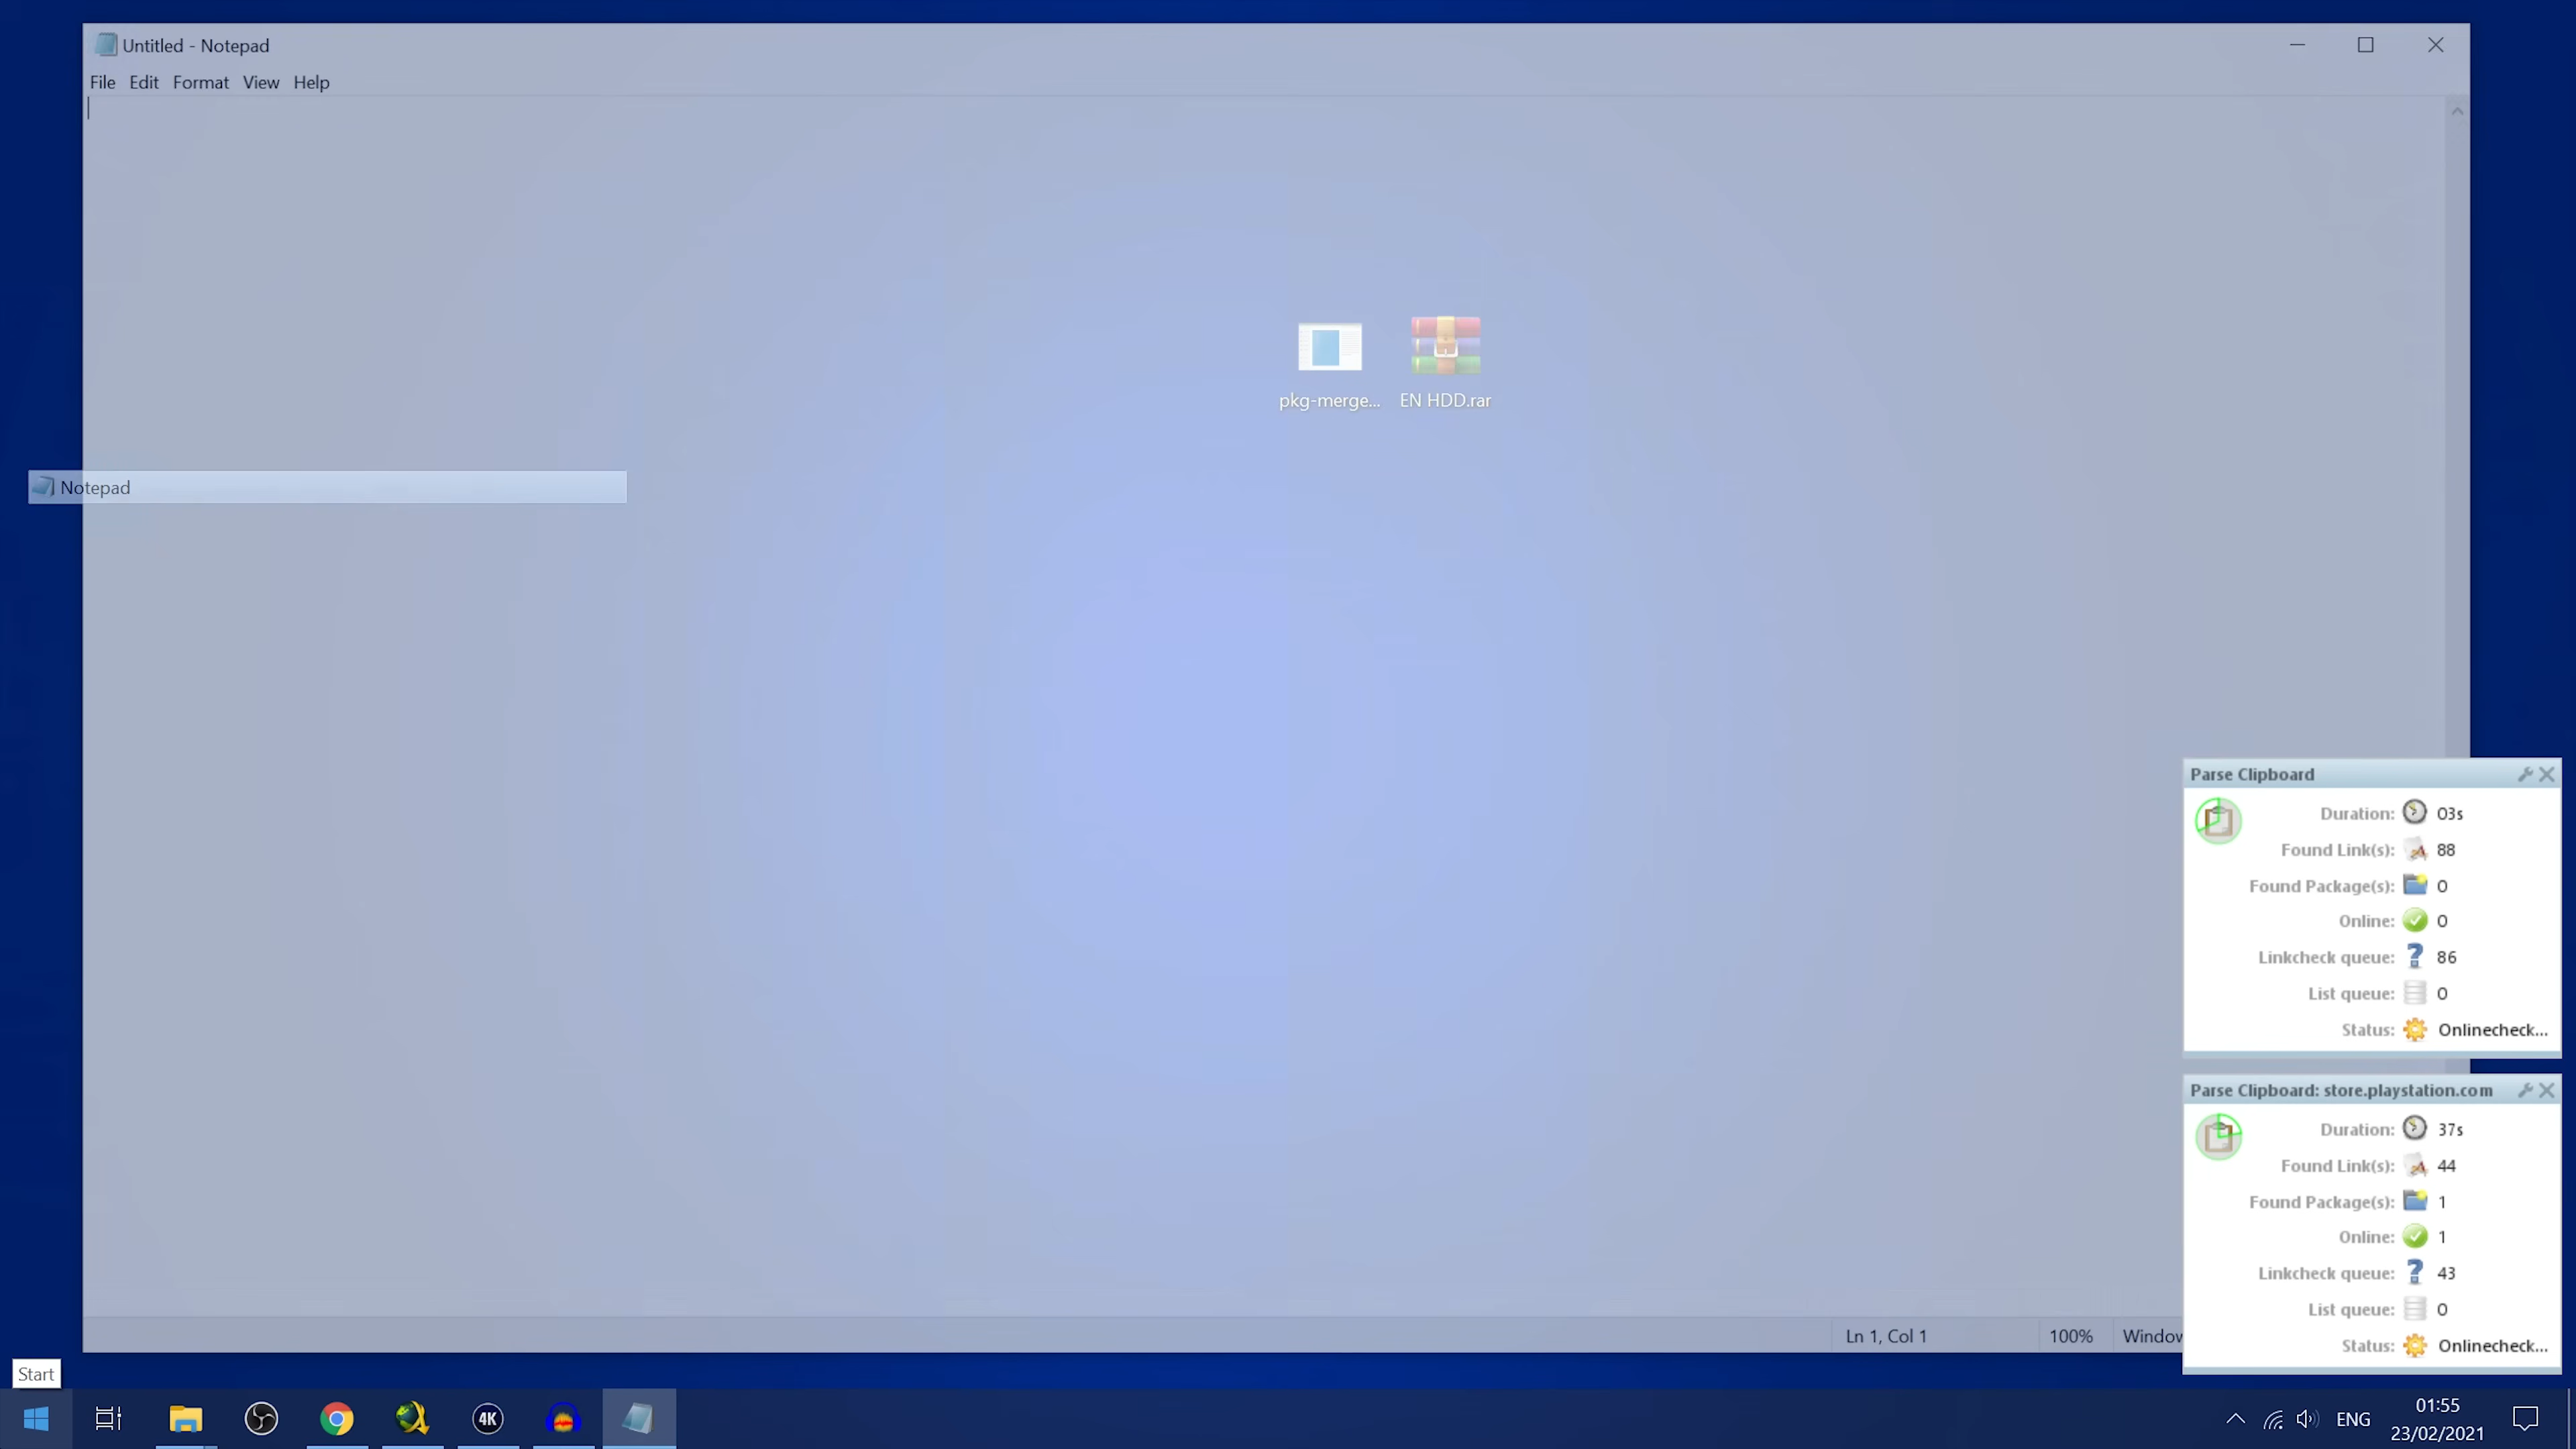 Untitled - Notepad
File Edit Format View Help
pkg-merge... EN HDD.rar
Notepad
Parse Clipboard
Duration: 03s
Found Link(s): 88
Found Package(s): 0
Online: 0
Linkcheck queue: 86
List queue: 0
Status: Onlinecheck...
Parse Clipboard: store.playstation.com
Duration: 37s
Found Link(s): 44
Found Package(s): 1
Online: 1
Linkcheck queue: 43
List queue: 0
Status: Onlinecheck...
Ln 1, Col 1 100% Window
Start
4K
ENG
01:55
23/02/2021